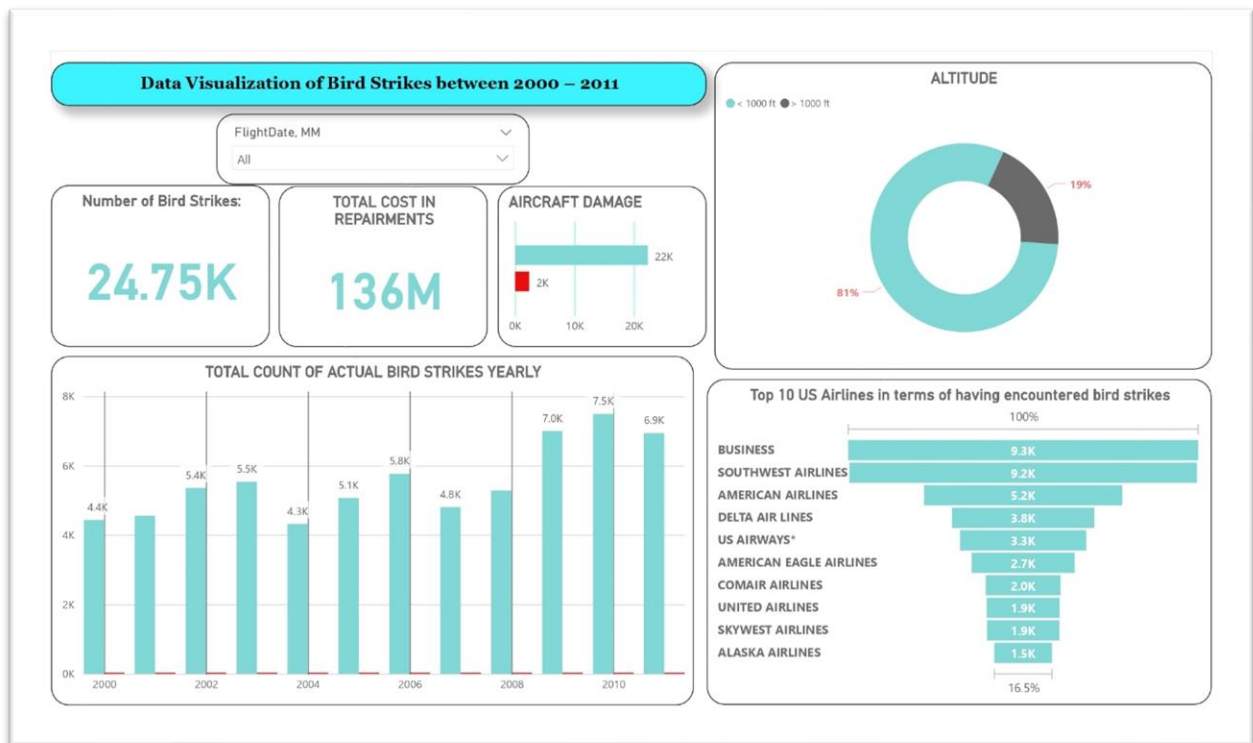 Data Visualization of Bird Strikes between 2000 – 2011
FlightDate, MM
All
Number of Bird Strikes:
24.75K
TOTAL COST IN
REPAIRMENTS
136M
AIRCRAFT DAMAGE
22K
2K
0K 10K 20K
ALTITUDE
< 1000 ft > 1000 ft
19%
81%
TOTAL COUNT OF ACTUAL BIRD STRIKES YEARLY
8K
6K
4K
2K
0K
4.4K
5.4K
5.5K
4.3K
5.1K
5.8K
4.8K
7.0K
7.5K
6.9K
2000 2002 2004 2006 2008 2010
Top 10 US Airlines in terms of having encountered bird strikes
100%
BUSINESS 9.3K
SOUTHWEST AIRLINES 9.2K
AMERICAN AIRLINES 5.2K
DELTA AIR LINES 3.8K
US AIRWAYS* 3.3K
AMERICAN EAGLE AIRLINES 2.7K
COMAIR AIRLINES 2.0K
UNITED AIRLINES 1.9K
SKYWEST AIRLINES 1.9K
ALASKA AIRLINES 1.5K
16.5%